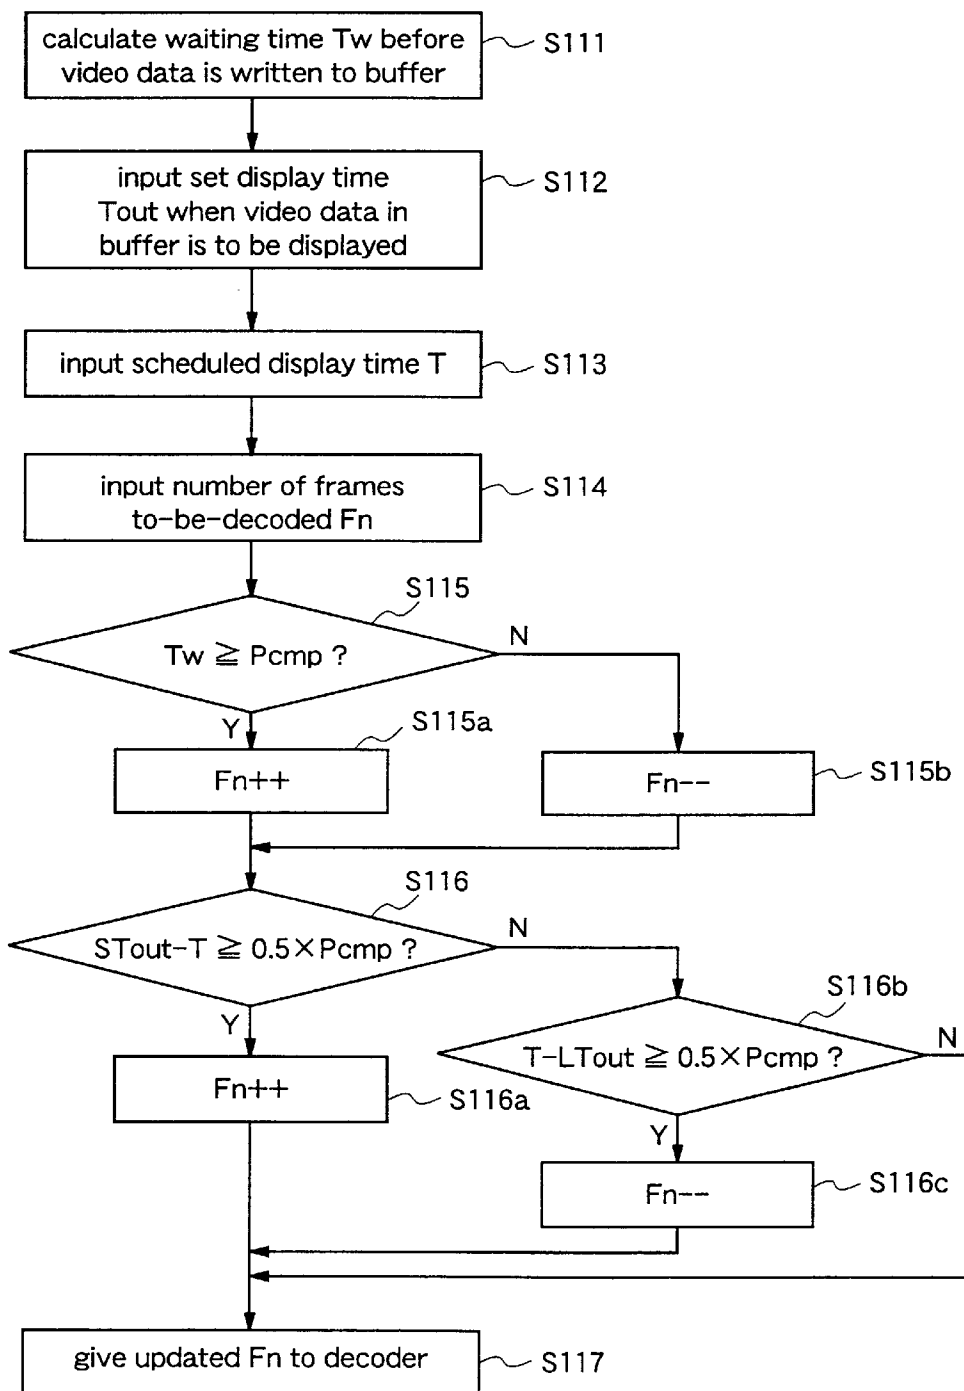 calculate waiting time Tw before
video data is written to buffer
S111
input set display time
Tout when video data in
buffer is to be displayed
S112
input scheduled display time T
S113
input number of frames
to-be-decoded Fn
S114
S115
Tw ≧ Pcmp ?
N
Y
S115a
Fn++
Fn--
S115b
S116
STout-T ≧ 0.5×Pcmp ?
N
Y
S116b
T-LTout ≧ 0.5×Pcmp ?
N
Fn++
S116a
Y
Fn--
S116c
give updated Fn to decoder
S117